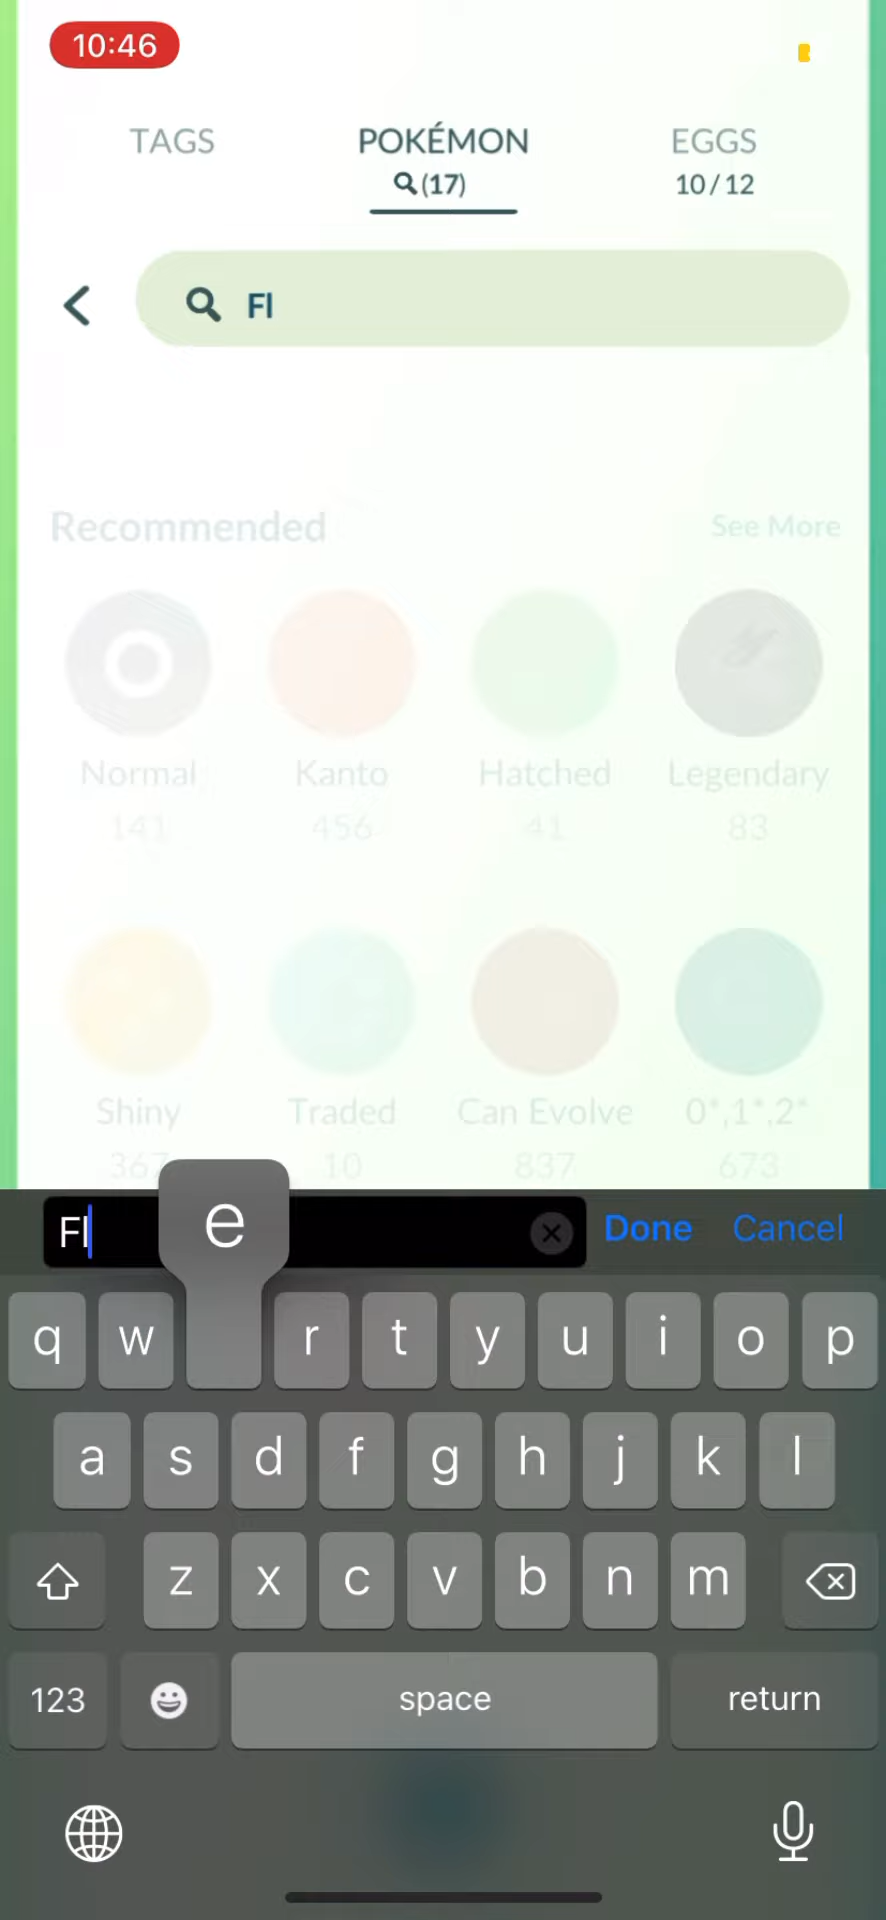 10:46
TAGS
POKÉMON
EGGS
(17)
10/12
Fl
Recommended
See More
Normal
Kanto
Hatched
Legendary
141
456
41
83
Shiny
Traded
Can Evolve
0*,1*,2*
367
10
837
673
Fl
e
Done
Cancel
q w r t y u i o p
a s d f g h j k l
z x c v b n m
123
space
return